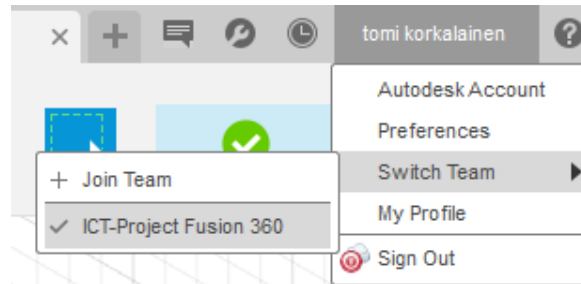 tomi korkalainen
Autodesk Account
Preferences
Switch Team
My Profile
Sign Out
+ Join Team
ICT-Project Fusion 360